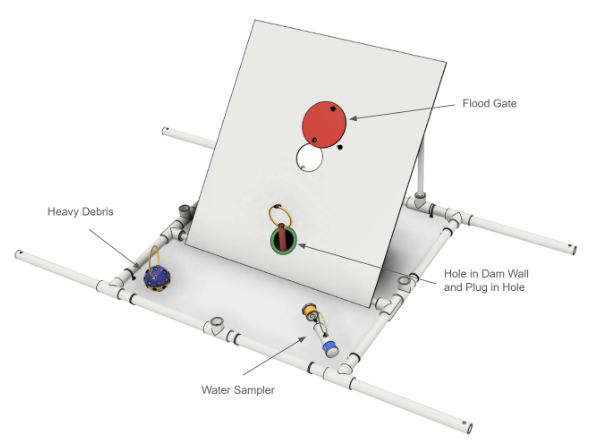 Flood Gate
Heavy Debris
Hole in Dam Wall
and Plug in Hole
Water Sampler